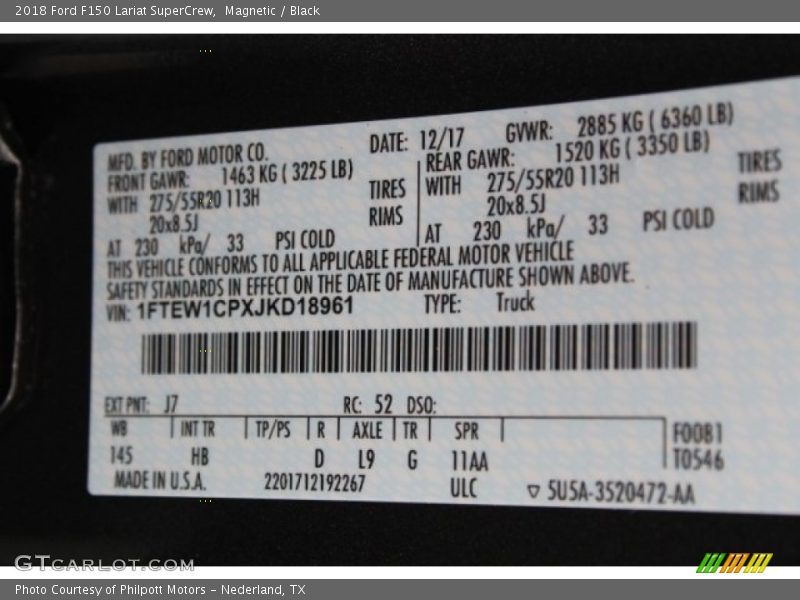 2018 Ford F150 Lariat SuperCrew, Magnetic / Black
MFD. BY FORD MOTOR CO. DATE: 12/17 GVWR: 2885 KG ( 6360 LB)
FRONT GAWR: 1463 KG ( 3225 LB) REAR GAWR: 1520 KG ( 3350 LB)
WITH 275/55R20 113H TIRES WITH 275/55R20 113H TIRES
20x8.5J RIMS 20x8.5J RIMS
AT 230 kPa/ 33 PSI COLD AT 230 kPa/ 33 PSI COLD
THIS VEHICLE CONFORMS TO ALL APPLICABLE FEDERAL MOTOR VEHICLE
SAFETY STANDARDS IN EFFECT ON THE DATE OF MANUFACTURE SHOWN ABOVE.
VIN: 1FTEW1CPXJKD18961 TYPE: Truck
EXT PNT: J7 RC: 52 DSO:
WB INT TR TP/PS R AXLE TR SPR F0081
145 HB D L9 G 11AA T0546
MADE IN U.S.A. 2201712192267 ULC ▽ 5U5A-3520472-AA
GTCarLot.com
Photo Courtesy of Philpott Motors - Nederland, TX